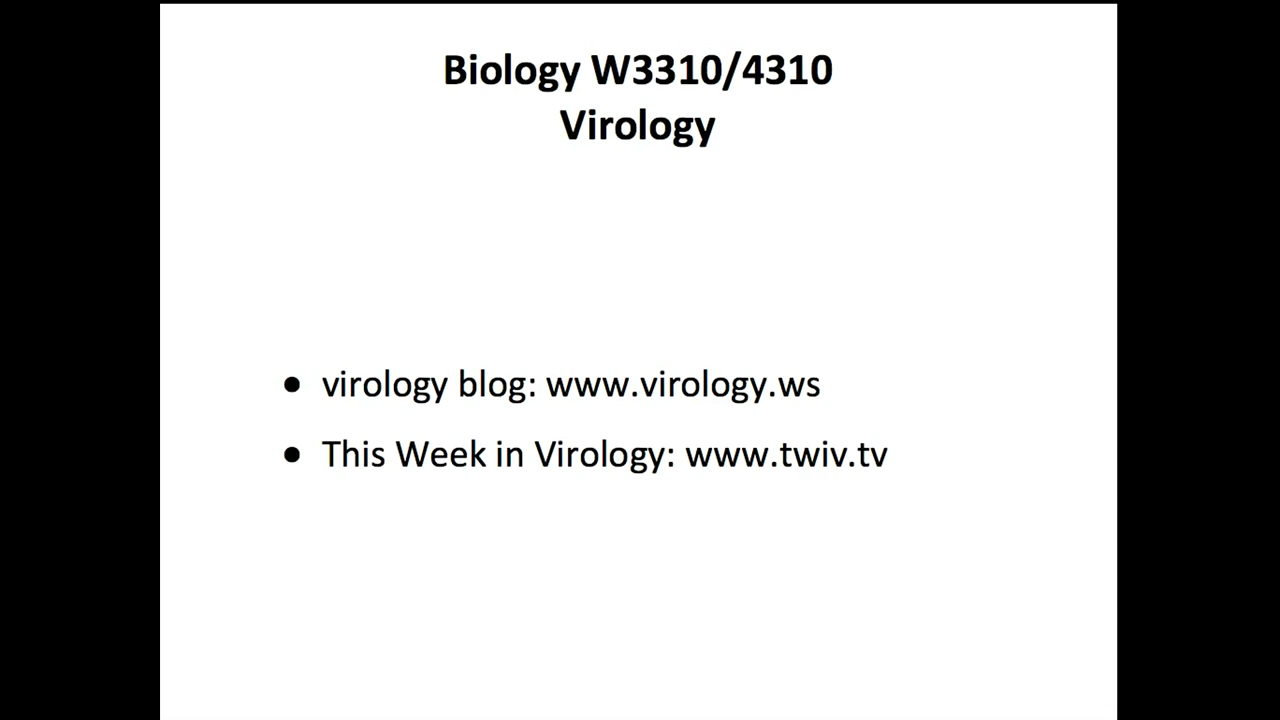 Biology W3310/4310
Virology
• virology blog: www.virology.ws
• This Week in Virology: www.twiv.tv